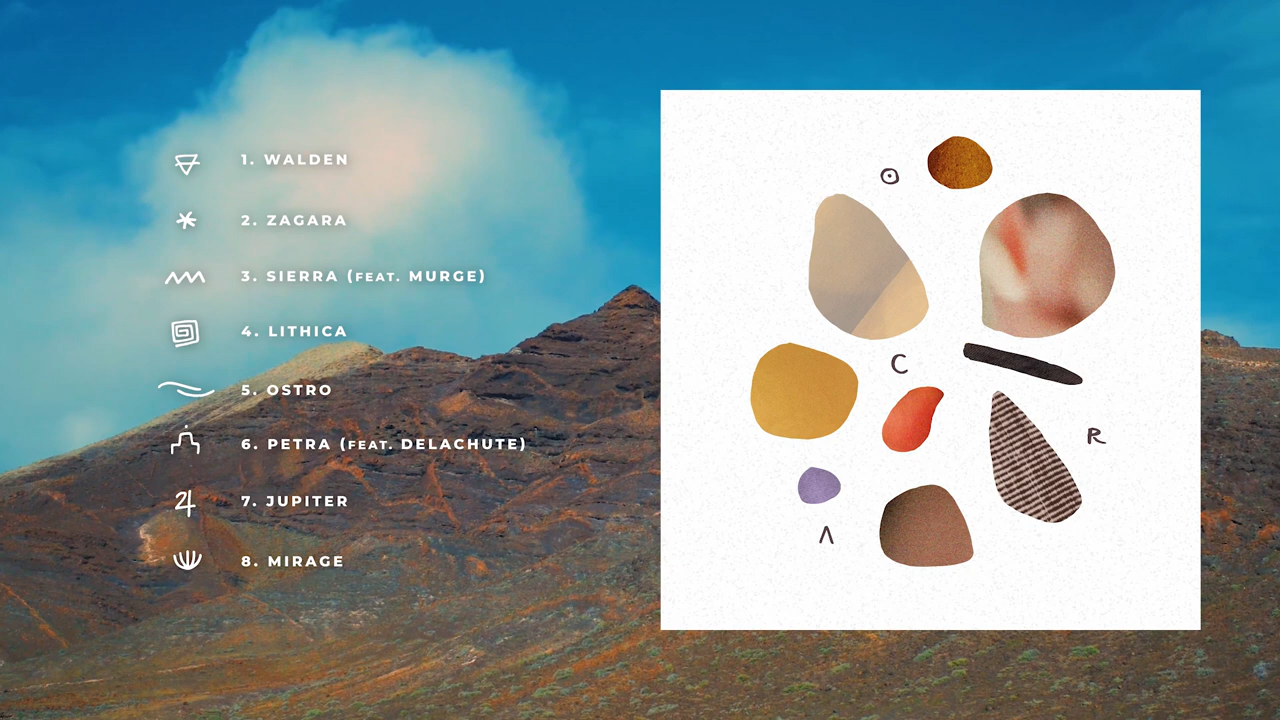 1. WALDEN
2. ZAGARA
3. SIERRA (FEAT. MURGE)
4. LITHICA
5. OSTRO
6. PETRA (FEAT. DELACHUTE)
7. JUPITER
8. MIRAGE
O
C
R
Λ